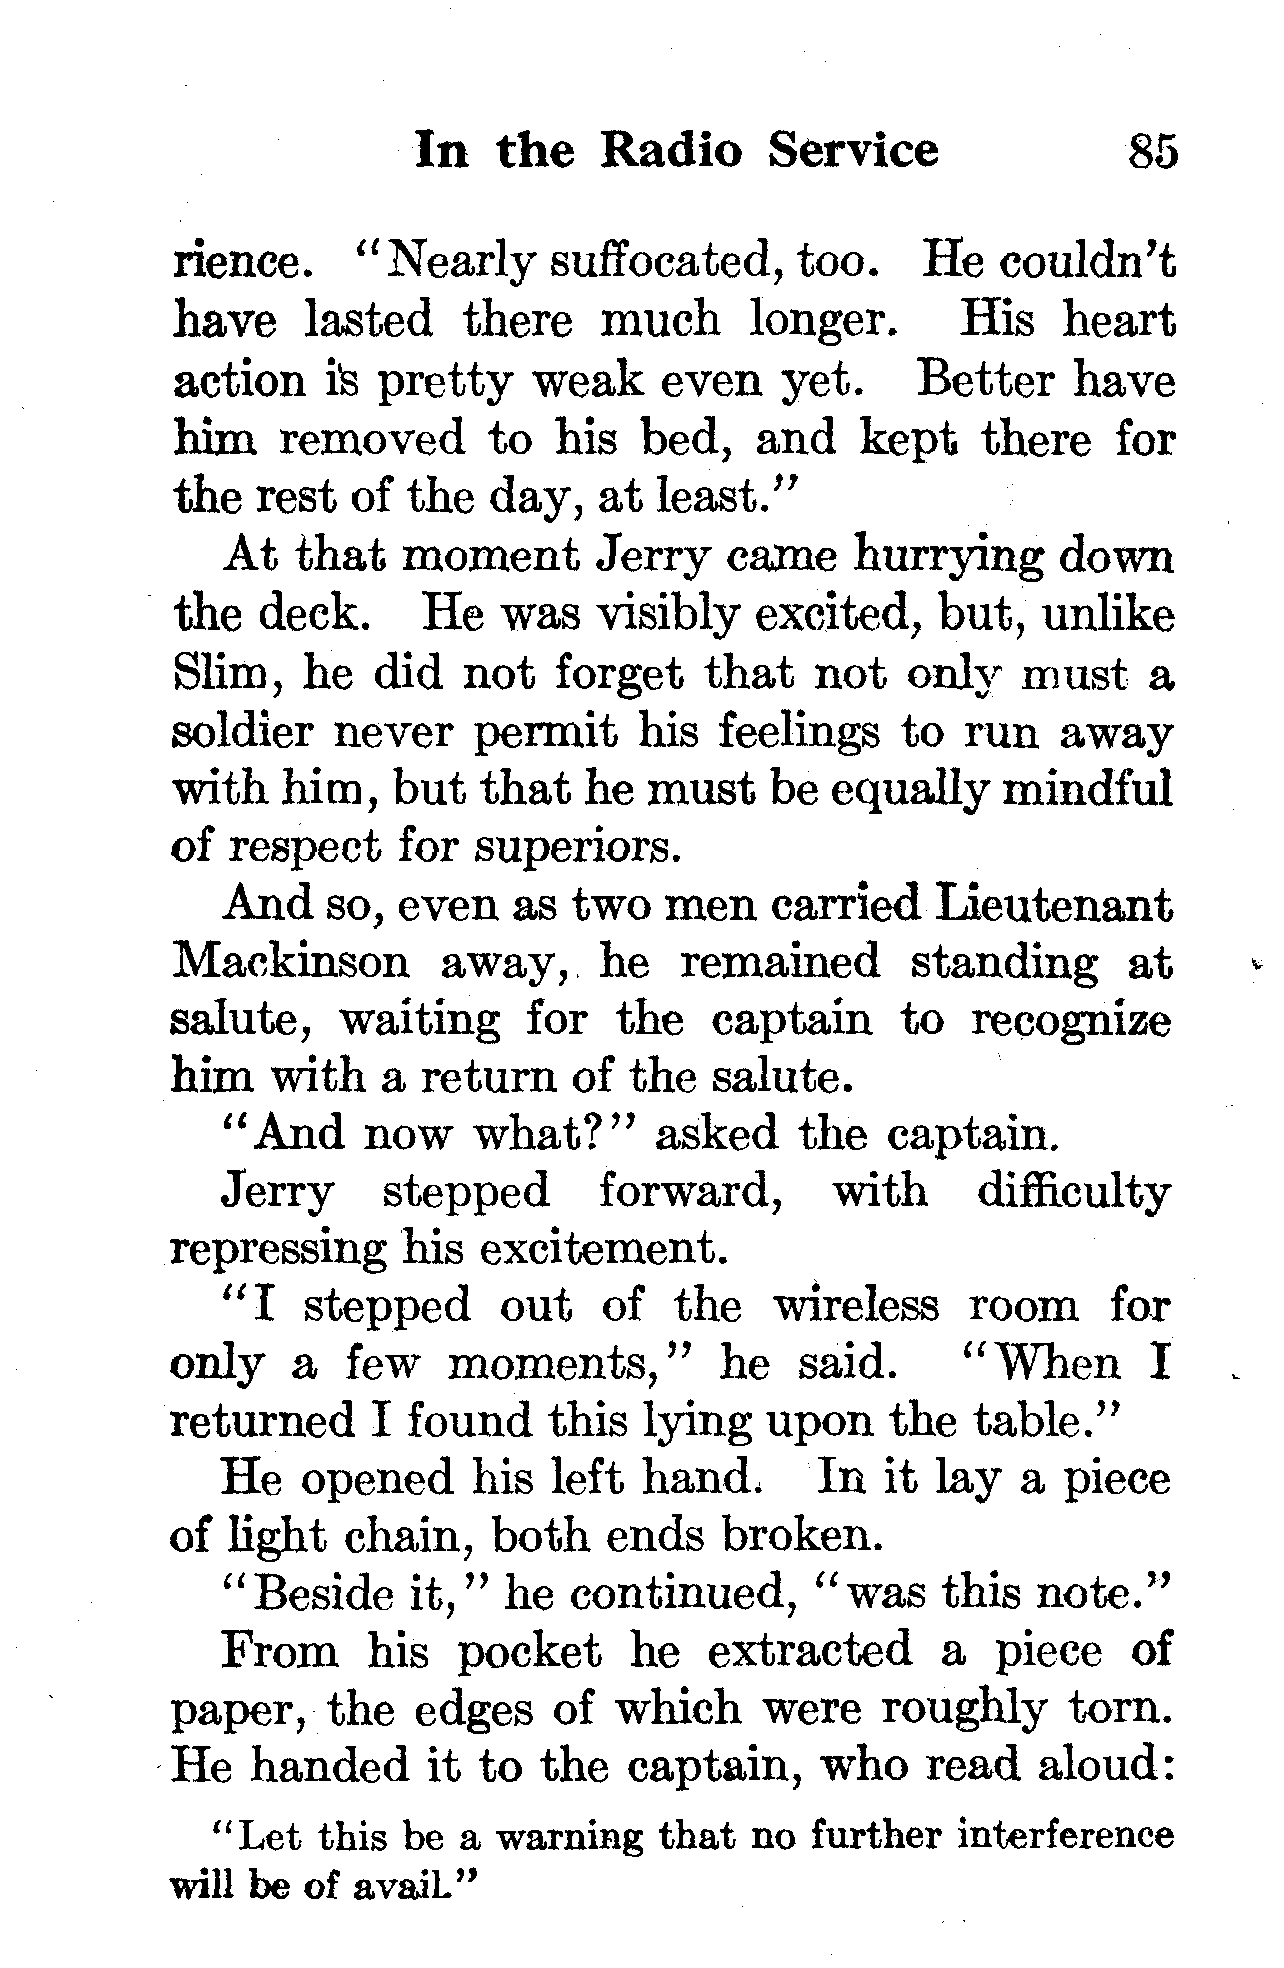 In the Radio Service 85
rience. "Nearly suffocated, too. He couldn't
have lasted there much longer. His heart
action is pretty weak even yet. Better have
him removed to his bed, and kept there for
the rest of the day, at least."
At that moment Jerry came hurrying down
the deck. He was visibly excited, but, unlike
Slim, he did not forget that not only must a
soldier never permit his feelings to run away
with him, but that he must be equally mindful
of respect for superiors.
And so, even as two men carried Lieutenant
Mackinson away, he remained standing at
salute, waiting for the captain to recognize
him with a return of the salute.
"And now what?" asked the captain.
Jerry stepped forward, with difficulty
repressing his excitement.
"I stepped out of the wireless room for
only a few moments," he said. "When I
returned I found this lying upon the table."
He opened his left hand. In it lay a piece
of light chain, both ends broken.
"Beside it," he continued, "was this note."
From his pocket he extracted a piece of
paper, the edges of which were roughly torn.
He handed it to the captain, who read aloud:
"Let this be a warning that no further interference
will be of avail."